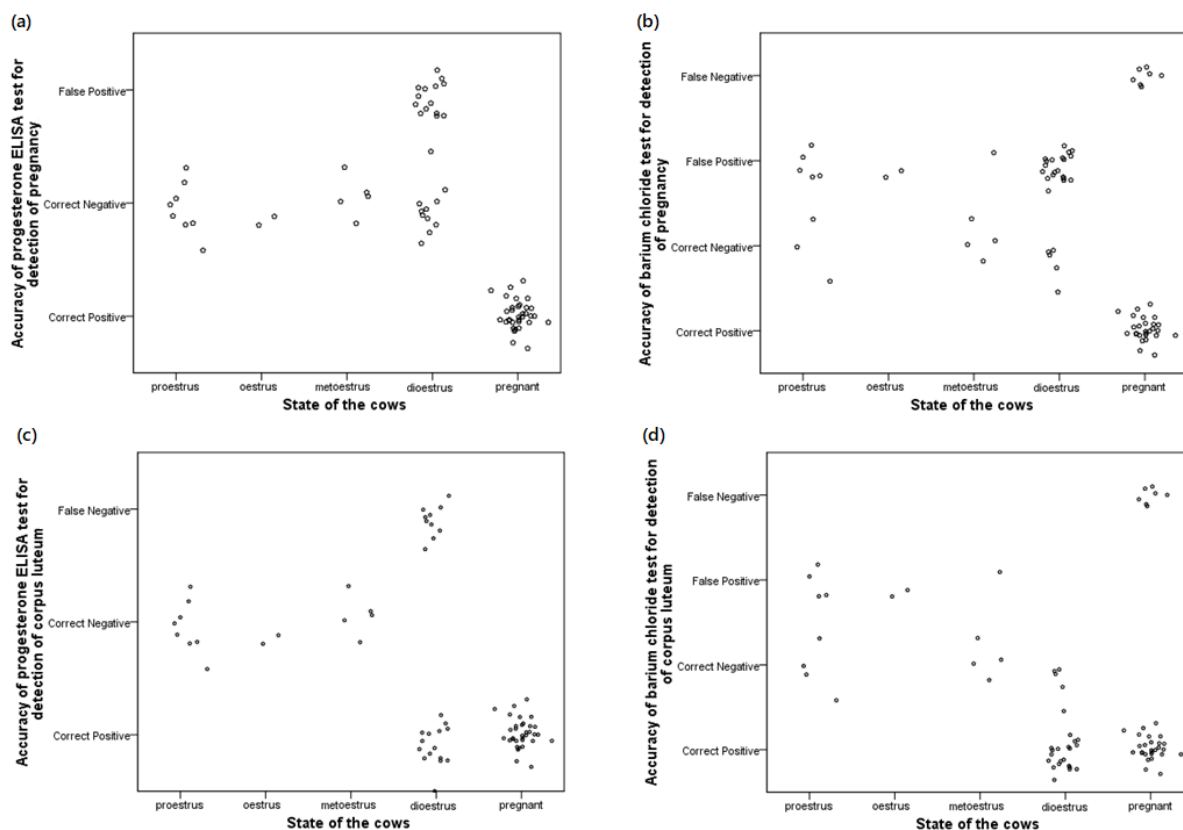 (a)
Accuracy of progesterone ELISA test for
detection of pregnancy
False Positive
Correct Negative
Correct Positive
proestrus
oestrus
metoestrus
dioestrus
pregnant
State of the cows
(b)
Accuracy of barium chloride test for detection
of pregnancy
False Negative
False Positive
Correct Negative
Correct Positive
proestrus
oestrus
metoestrus
dioestrus
pregnant
State of the cows
(c)
Accuracy of progesterone ELISA test for
detection of corpus luteum
False Negative
Correct Negative
Correct Positive
proestrus
oestrus
metoestrus
dioestrus
pregnant
State of the cows
(d)
Accuracy of barium chloride test for detection
of corpus luteum
False Negative
False Positive
Correct Negative
Correct Positive
proestrus
oestrus
metoestrus
dioestrus
pregnant
State of the cows